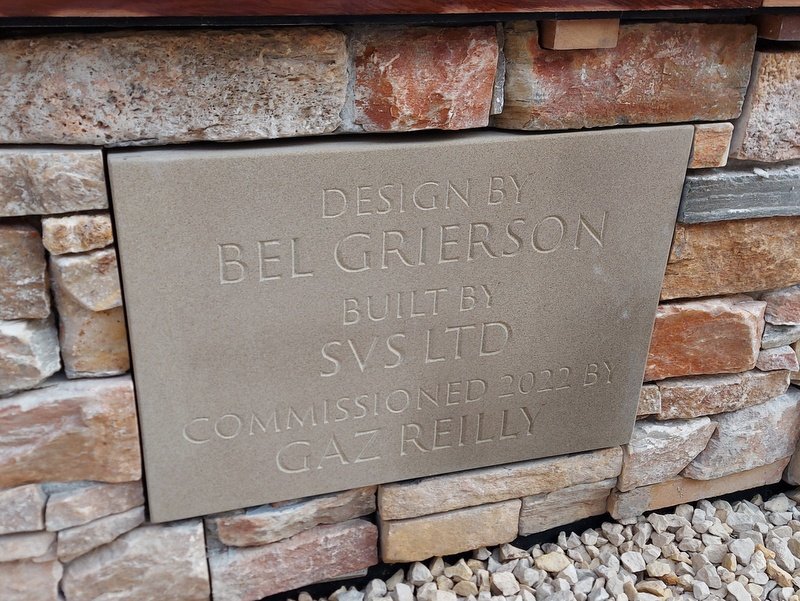 DESIGN BY
BEL GRIERSON
BUILT BY
SVS LTD
COMMISSIONED 2022 BY
GAZ REILLY